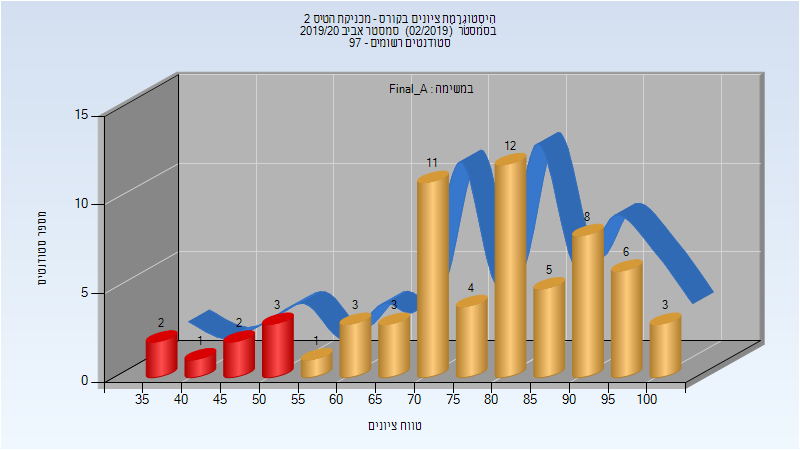 היסטוגרמת ציונים בקורס - מכניקת הטיס 2
בסמסטר (02/2019) סמסטר אביב 2019/20
סטודנטים רשומים - 97
במשימה : Final_A
מספר סטודנטים
15
10
5
0
2
1
2
3
1
3
3
11
4
12
5
8
6
3
35 40 45 50 55 60 65 70 75 80 85 90 95 100
טווח ציונים